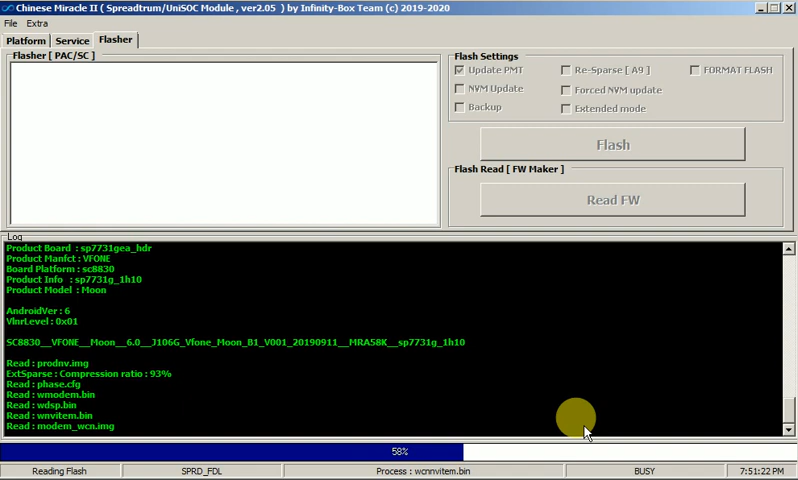 Chinese Miracle II ( Spreadtrum/UniSOC Module , ver2.05 ) by Infinity-Box Team (c) 2019-2020
File Extra
Platform Service Flasher
Flasher [ PAC/SC ]
Flash Settings
Update PMT Re-Sparse [ A9 ] FORMAT FLASH
NVM Update Forced NVM update
Backup Extended mode
Flash
Flash Read [ FW Maker ]
Read FW
Log
Product Board : sp7731gea_hdr
Product Manfct : VFONE
Board Platform : sc8830
Product Info : sp7731g_1h10
Product Model : Moon
AndroidVer : 6
VlnrLevel : 0x01
SC8830__VFONE__Moon__6.0__J106G_Vfone_Moon_B1_V001_20190911__MRA58K__sp7731g_1h10
Read : prodnv.img
ExtSparse : Compression ratio : 93%
Read : phase.cfg
Read : wmodem.bin
Read : wdsp.bin
Read : wnvitem.bin
Read : modem_wcn.img
58%
Reading Flash SPRD_FDL Process : wcnnvitem.bin BUSY 7:51:22 PM